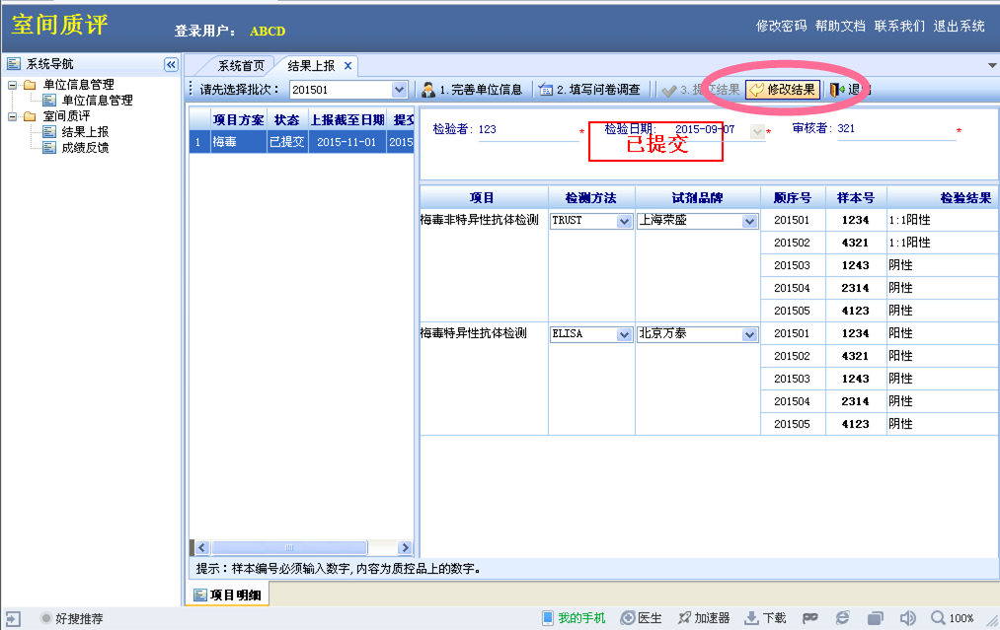 室间质评
登录用户： ABCD
修改密码 帮助文档 联系我们 退出系统
系统导航
单位信息管理
单位信息管理
室间质评
结果上报
成绩反馈
系统首页 结果上报
请先选择批次： 201501 1. 完善单位信息 2. 填写问卷调查 3. 提交结果 修改结果 退出
项目方案 状态 上报截至日期 提交
1 梅毒 已提交 2015-11-01 2015
检验者: 123 * 检验日期: 2015-09-07 * 审核者: 321 *
已提交
项目 检测方法 试剂品牌 顺序号 样本号 检验结果
梅毒非特异性抗体检测 TRUST 上海荣盛 201501 1234 1:1阳性
201502 4321 1:1阳性
201503 1243 阴性
201504 2314 阴性
201505 4123 阴性
梅毒特异性抗体检测 ELISA 北京万泰 201501 1234 阳性
201502 4321 阳性
201503 1243 阴性
201504 2314 阴性
201505 4123 阴性
提示：样本编号必须输入数字,内容为质控品上的数字。
项目明细
好搜推荐 我的手机 医生 加速器 下载 100%